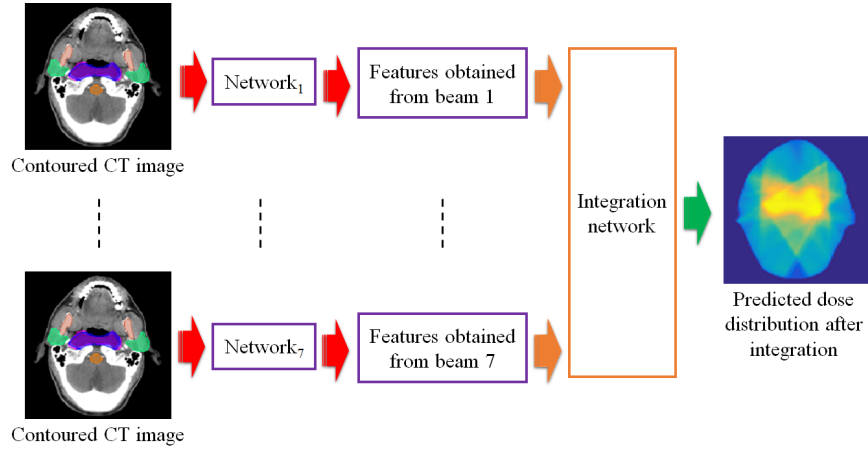 Contoured CT image
Network₁
Features obtained
from beam 1
Integration
network
Predicted dose
distribution after
integration
Contoured CT image
Network₇
Features obtained
from beam 7